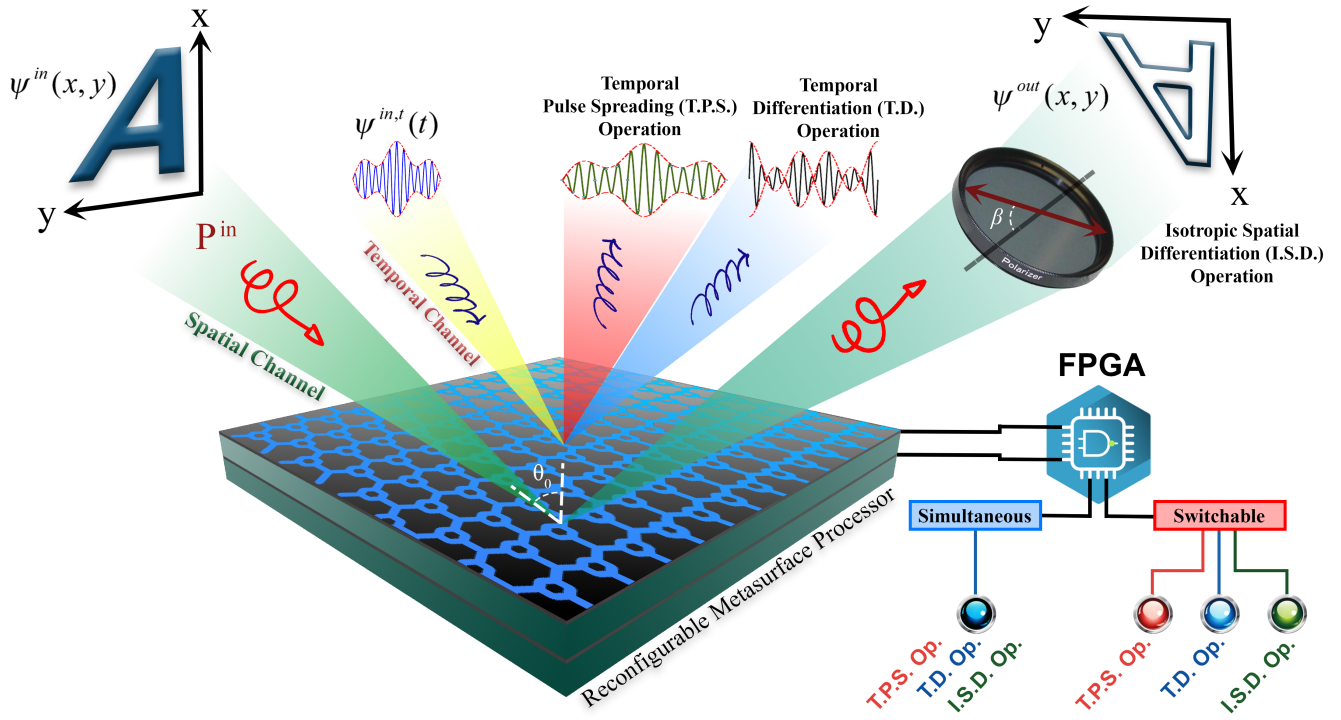 x
ψ^in(x, y)
y
P^in
Spatial Channel
ψ^in,t(t)
Temporal Channel
Temporal
Pulse Spreading (T.P.S.)
Operation
Temporal
Differentiation (T.D.)
Operation
y
ψ^out(x, y)
x
β
Polarizer
Isotropic Spatial
Differentiation (I.S.D.)
Operation
θ_0
Reconfigurable Metasurface Processor
FPGA
Simultaneous
Switchable
T.P.S. Op.
T.D. Op.
I.S.D. Op.
T.P.S. Op.
T.D. Op.
I.S.D. Op.